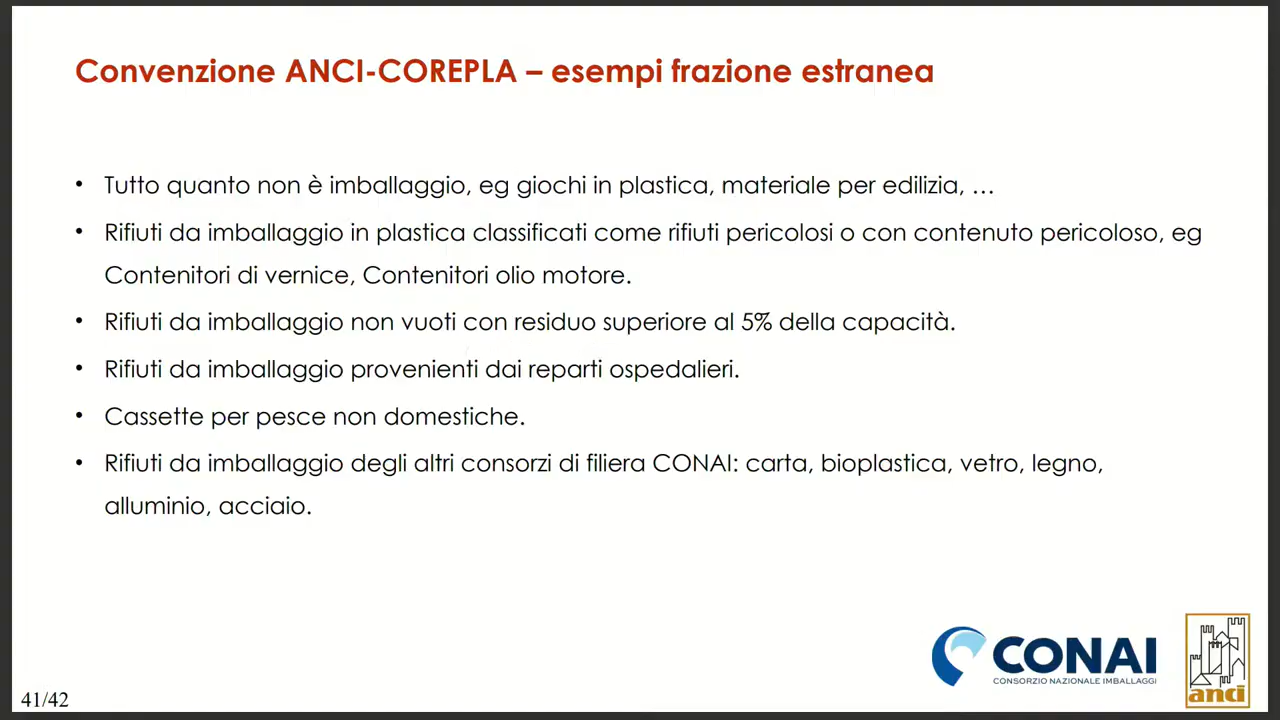 Convenzione ANCI-COREPLA – esempi frazione estranea
• Tutto quanto non è imballaggio, eg giochi in plastica, materiale per edilizia, …
• Rifiuti da imballaggio in plastica classificati come rifiuti pericolosi o con contenuto pericoloso, eg
Contenitori di vernice, Contenitori olio motore.
• Rifiuti da imballaggio non vuoti con residuo superiore al 5% della capacità.
• Rifiuti da imballaggio provenienti dai reparti ospedalieri.
• Cassette per pesce non domestiche.
• Rifiuti da imballaggio degli altri consorzi di filiera CONAI: carta, bioplastica, vetro, legno,
alluminio, acciaio.
CONAI
CONSORZIO NAZIONALE IMBALLAGGI
anci
41/42